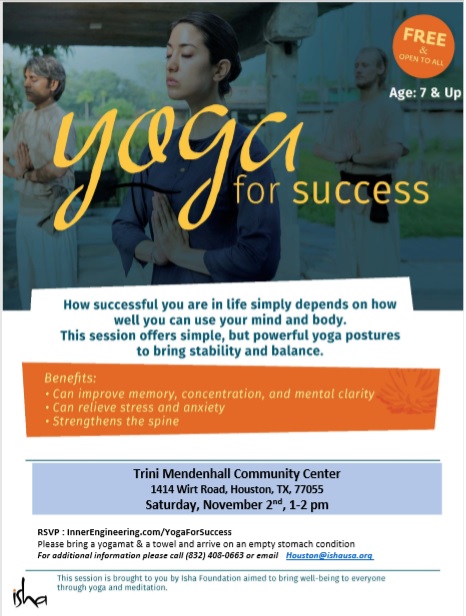 FREE
&
OPEN TO ALL
Age: 7 & Up
yoga
for success
How successful you are in life simply depends on how
well you can use your mind and body.
This session offers simple, but powerful yoga postures
to bring stability and balance.
Benefits:
• Can improve memory, concentration, and mental clarity
• Can relieve stress and anxiety
• Strengthens the spine
Trini Mendenhall Community Center
1414 Wirt Road, Houston, TX, 77055
Saturday, November 2nd, 1-2 pm
RSVP : InnerEngineering.com/YogaForSuccess
Please bring a yogamat & a towel and arrive on an empty stomach condition
For additional information please call (832) 408-0663 or email Houston@ishausa.org
This session is brought to you by Isha Foundation aimed to bring well-being to everyone
through yoga and meditation.
isha